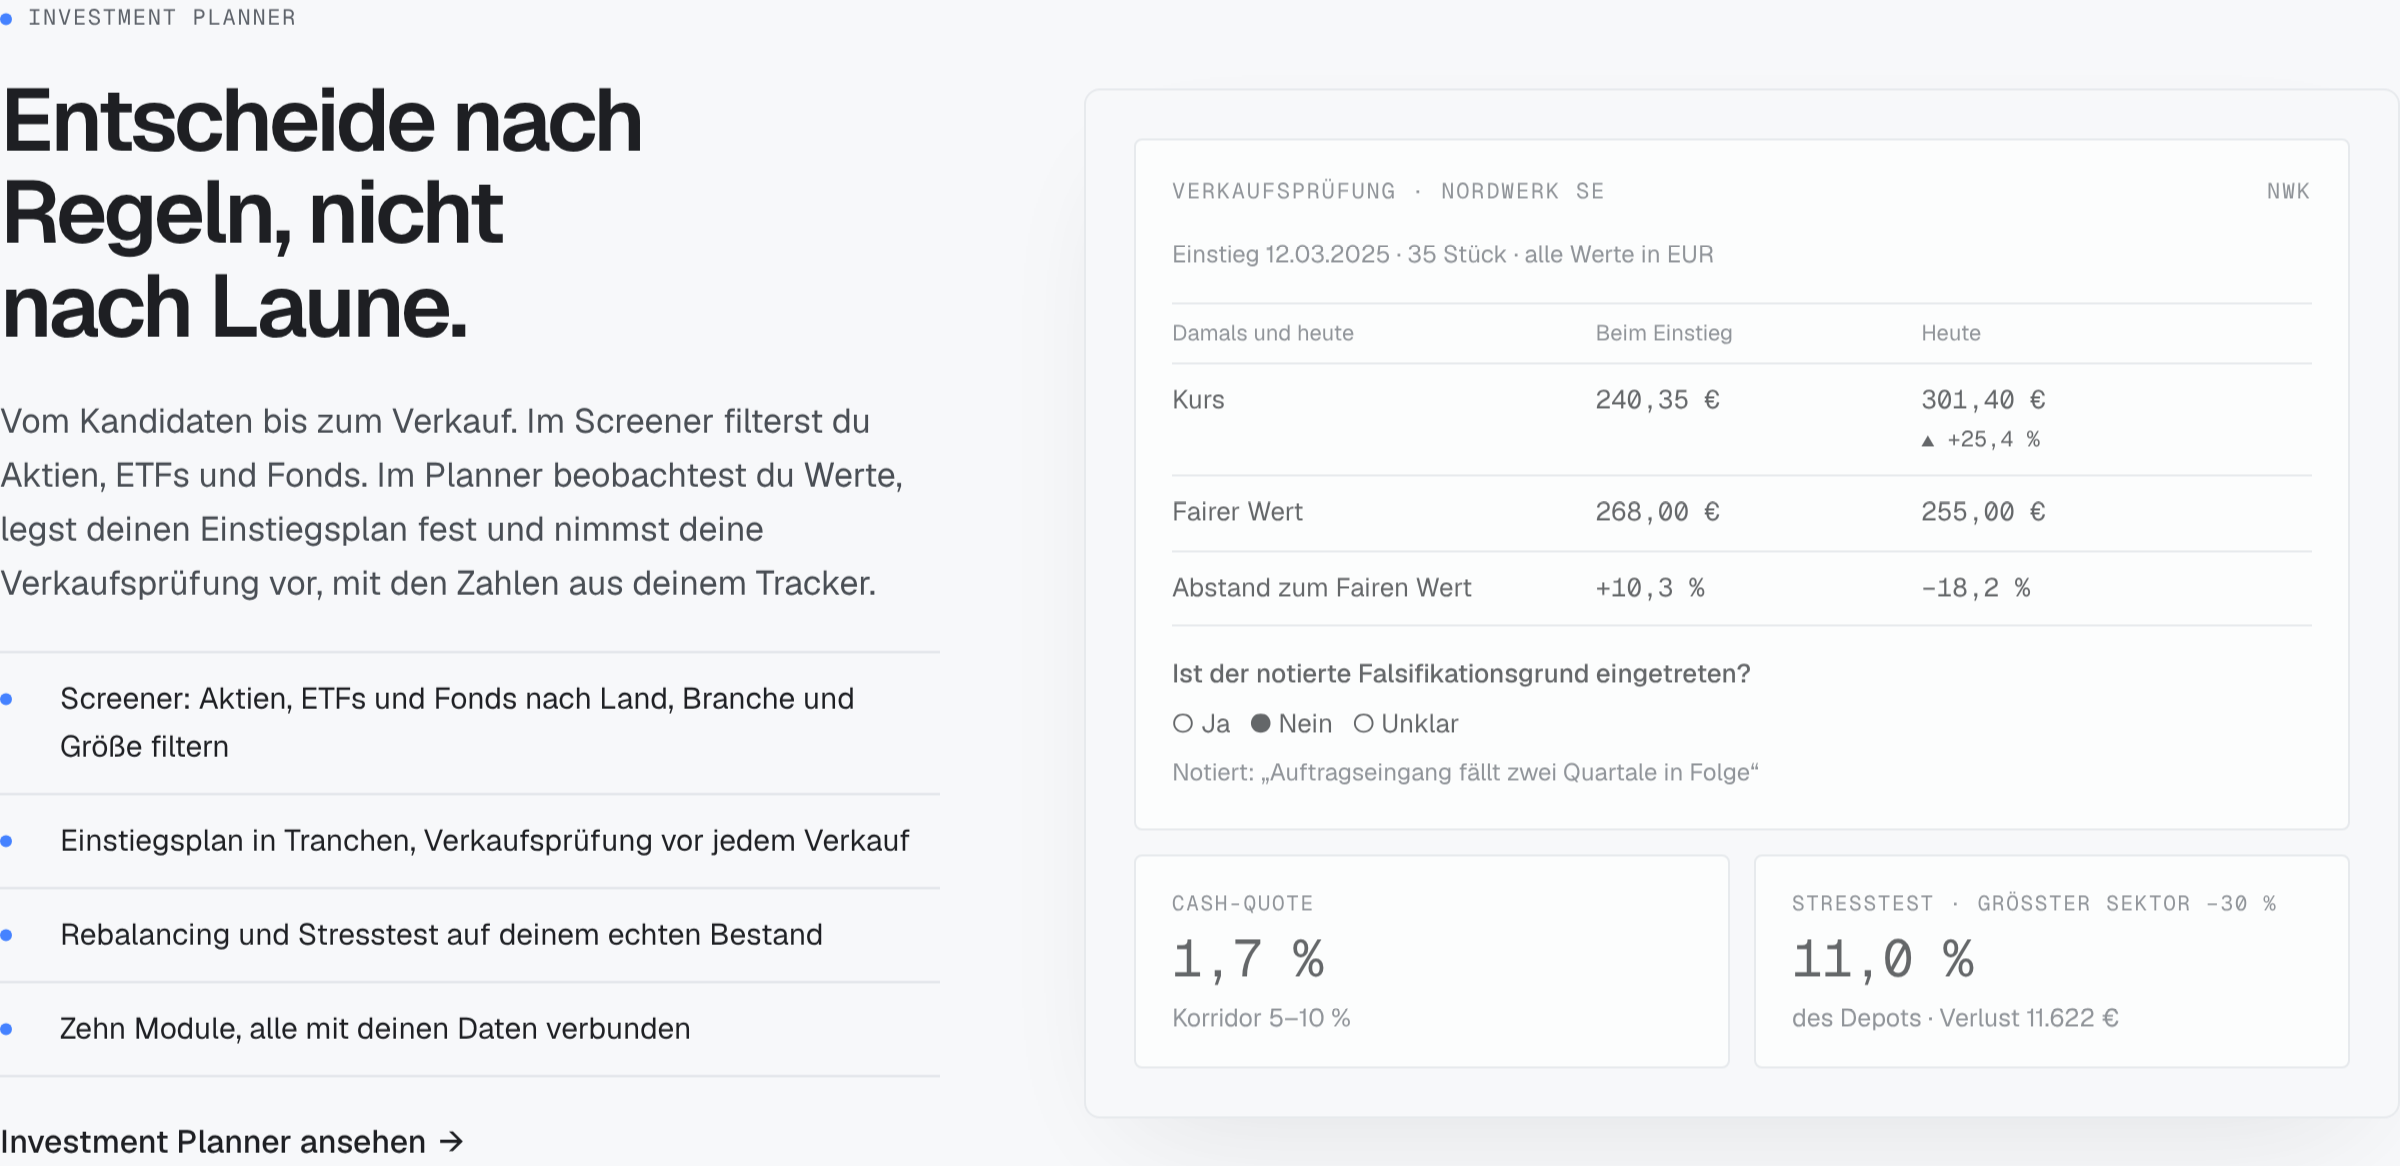 INVESTMENT PLANNER
Entscheide nach
Regeln, nicht
nach Laune.
Vom Kandidaten bis zum Verkauf. Im Screener filterst du
Aktien, ETFs und Fonds. Im Planner beobachtest du Werte,
legst deinen Einstiegsplan fest und nimmst deine
Verkaufsprüfung vor, mit den Zahlen aus deinem Tracker.
Screener: Aktien, ETFs und Fonds nach Land, Branche und
Größe filtern
Einstiegsplan in Tranchen, Verkaufsprüfung vor jedem Verkauf
Rebalancing und Stresstest auf deinem echten Bestand
Zehn Module, alle mit deinen Daten verbunden
Investment Planner ansehen →
VERKAUFSPRÜFUNG · NORDWERK SE NWK
Einstieg 12.03.2025 · 35 Stück · alle Werte in EUR
Damals und heute Beim Einstieg Heute
Kurs 240,35 € 301,40 €
▲ +25,4 %
Fairer Wert 268,00 € 255,00 €
Abstand zum Fairen Wert +10,3 % −18,2 %
Ist der notierte Falsifikationsgrund eingetreten?
○ Ja ● Nein ○ Unklar
Notiert: „Auftragseingang fällt zwei Quartale in Folge“
CASH-QUOTE
1,7 %
Korridor 5–10 %
STRESSTEST · GRÖSSTER SEKTOR −30 %
11,0 %
des Depots · Verlust 11.622 €